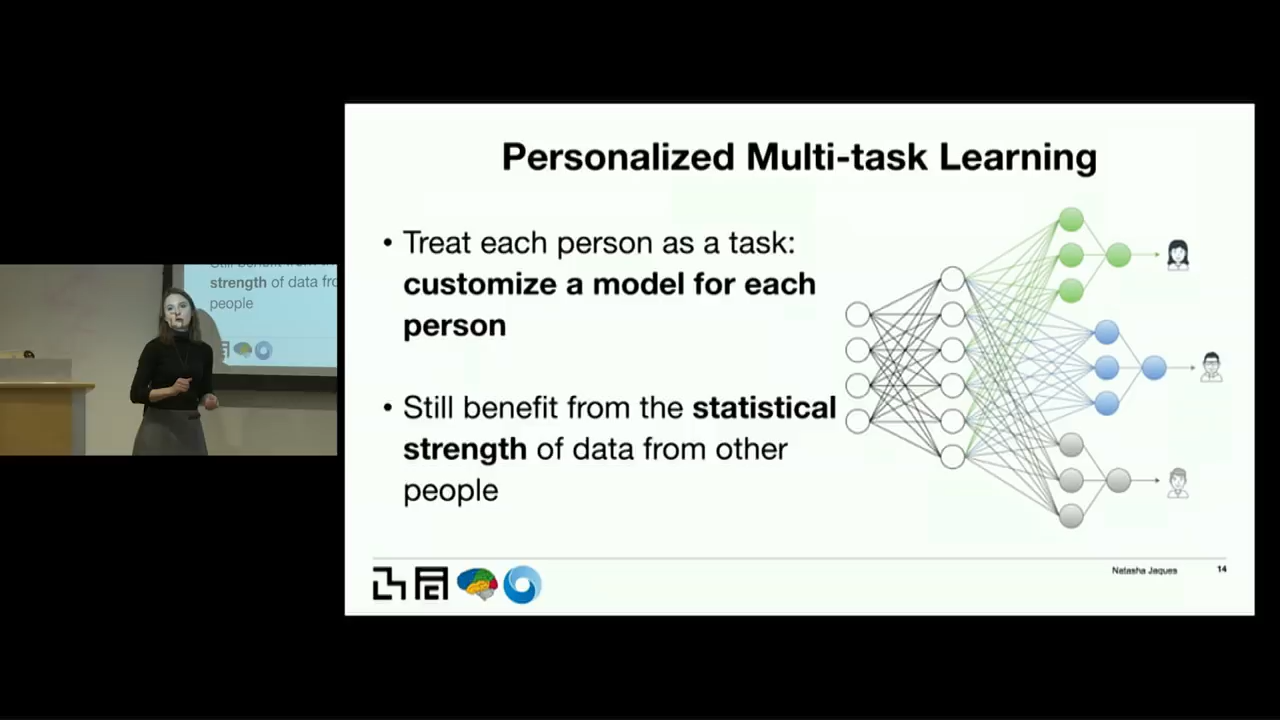 Personalized Multi-task Learning
• Treat each person as a task:
customize a model for each
person
• Still benefit from the statistical
strength of data from other
people
Natasha Jaques
14
strength of data fro
people